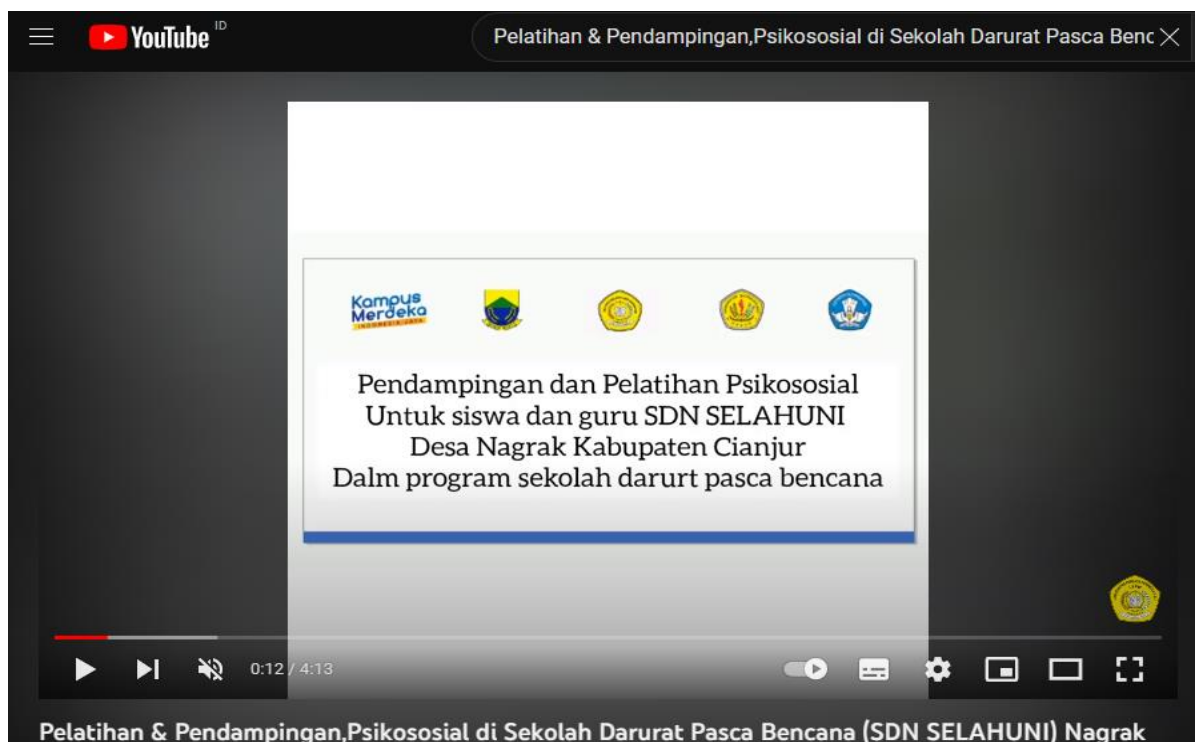 YouTube ID
Pelatihan & Pendampingan,Psikososial di Sekolah Darurat Pasca Benc
Kampus
Merdeka
INDONESIA JAYA
Pendampingan dan Pelatihan Psikososial
Untuk siswa dan guru SDN SELAHUNI
Desa Nagrak Kabupaten Cianjur
Dalm program sekolah darurt pasca bencana
0:12 / 4:13
Pelatihan & Pendampingan,Psikososial di Sekolah Darurat Pasca Bencana (SDN SELAHUNI) Nagrak